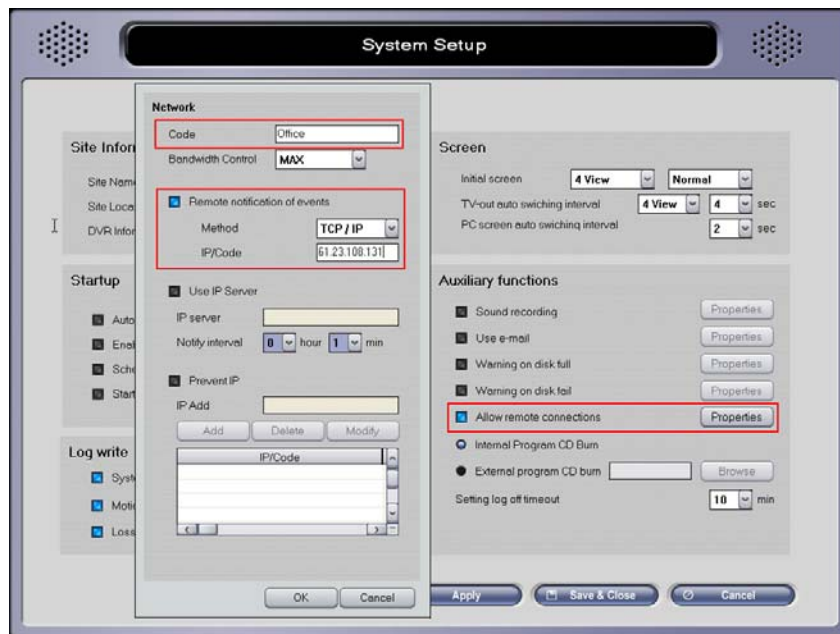 System Setup
Network
Code Office
Bandwidth Control MAX
Remote notification of events
Method TCP / IP
IP/Code 61.23.108.131
Use IP Server
IP server
Notify interval 0 hour 1 min
Prevent IP
IP Add
Add Delete Modify
IP/Code
OK Cancel
Site Infor
Site Nam
Site Loca
DVR Infor
Startup
Auto
Enab
Sche
Start
Log write
Syst
Motic
Loss
Screen
Initial screen 4 View Normal
TV-out auto swiching interval 4 View 4 sec
PC screen auto swiching interval 2 sec
Auxiliary functions
Sound recording Properties
Use e-mail Properties
Warning on disk full Properties
Warning on disk fail Properties
Allow remote connections Properties
Internal Program CD Burn
External program CD burn Browse
Setting log off timeout 10 min
Apply Save & Close Cancel